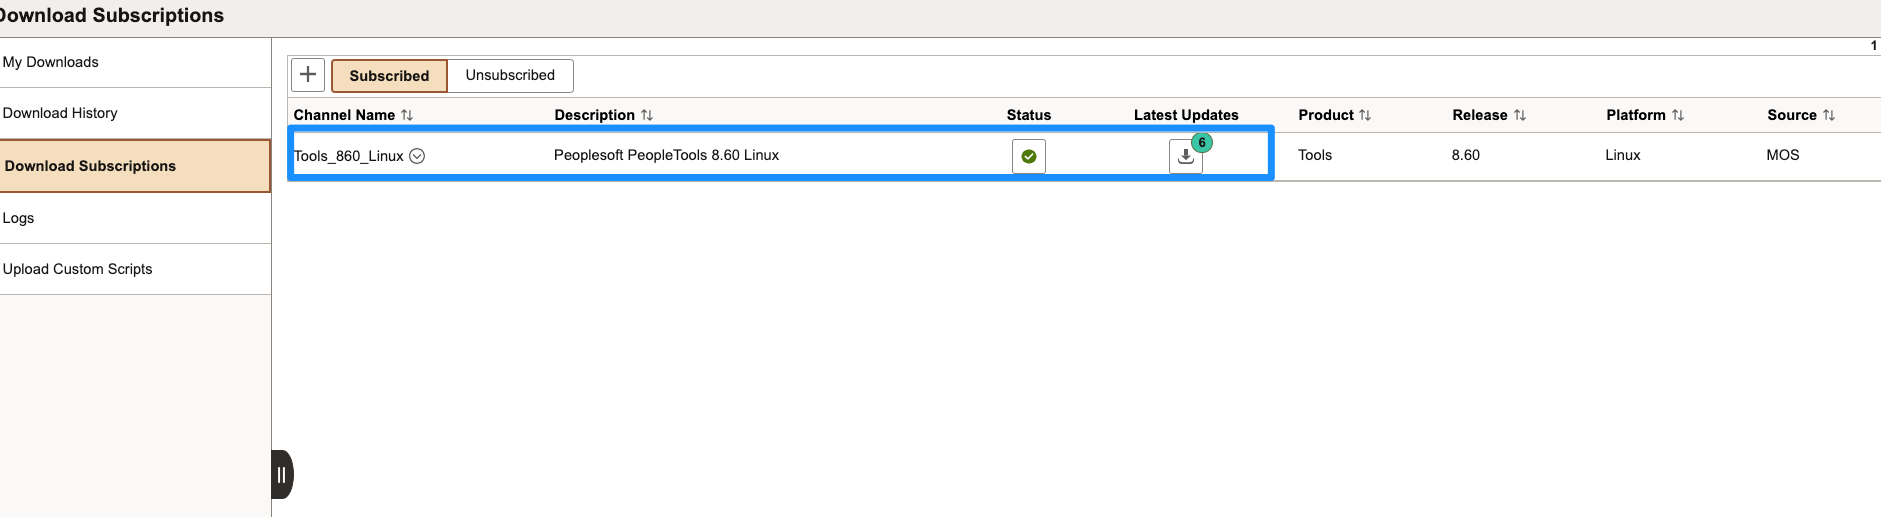 Download Subscriptions
My Downloads
Download History
Download Subscriptions
Logs
Upload Custom Scripts
1
Subscribed Unsubscribed
Channel Name Description Status Latest Updates Product Release Platform Source
Tools_860_Linux Peoplesoft PeopleTools 8.60 Linux 6 Tools 8.60 Linux MOS